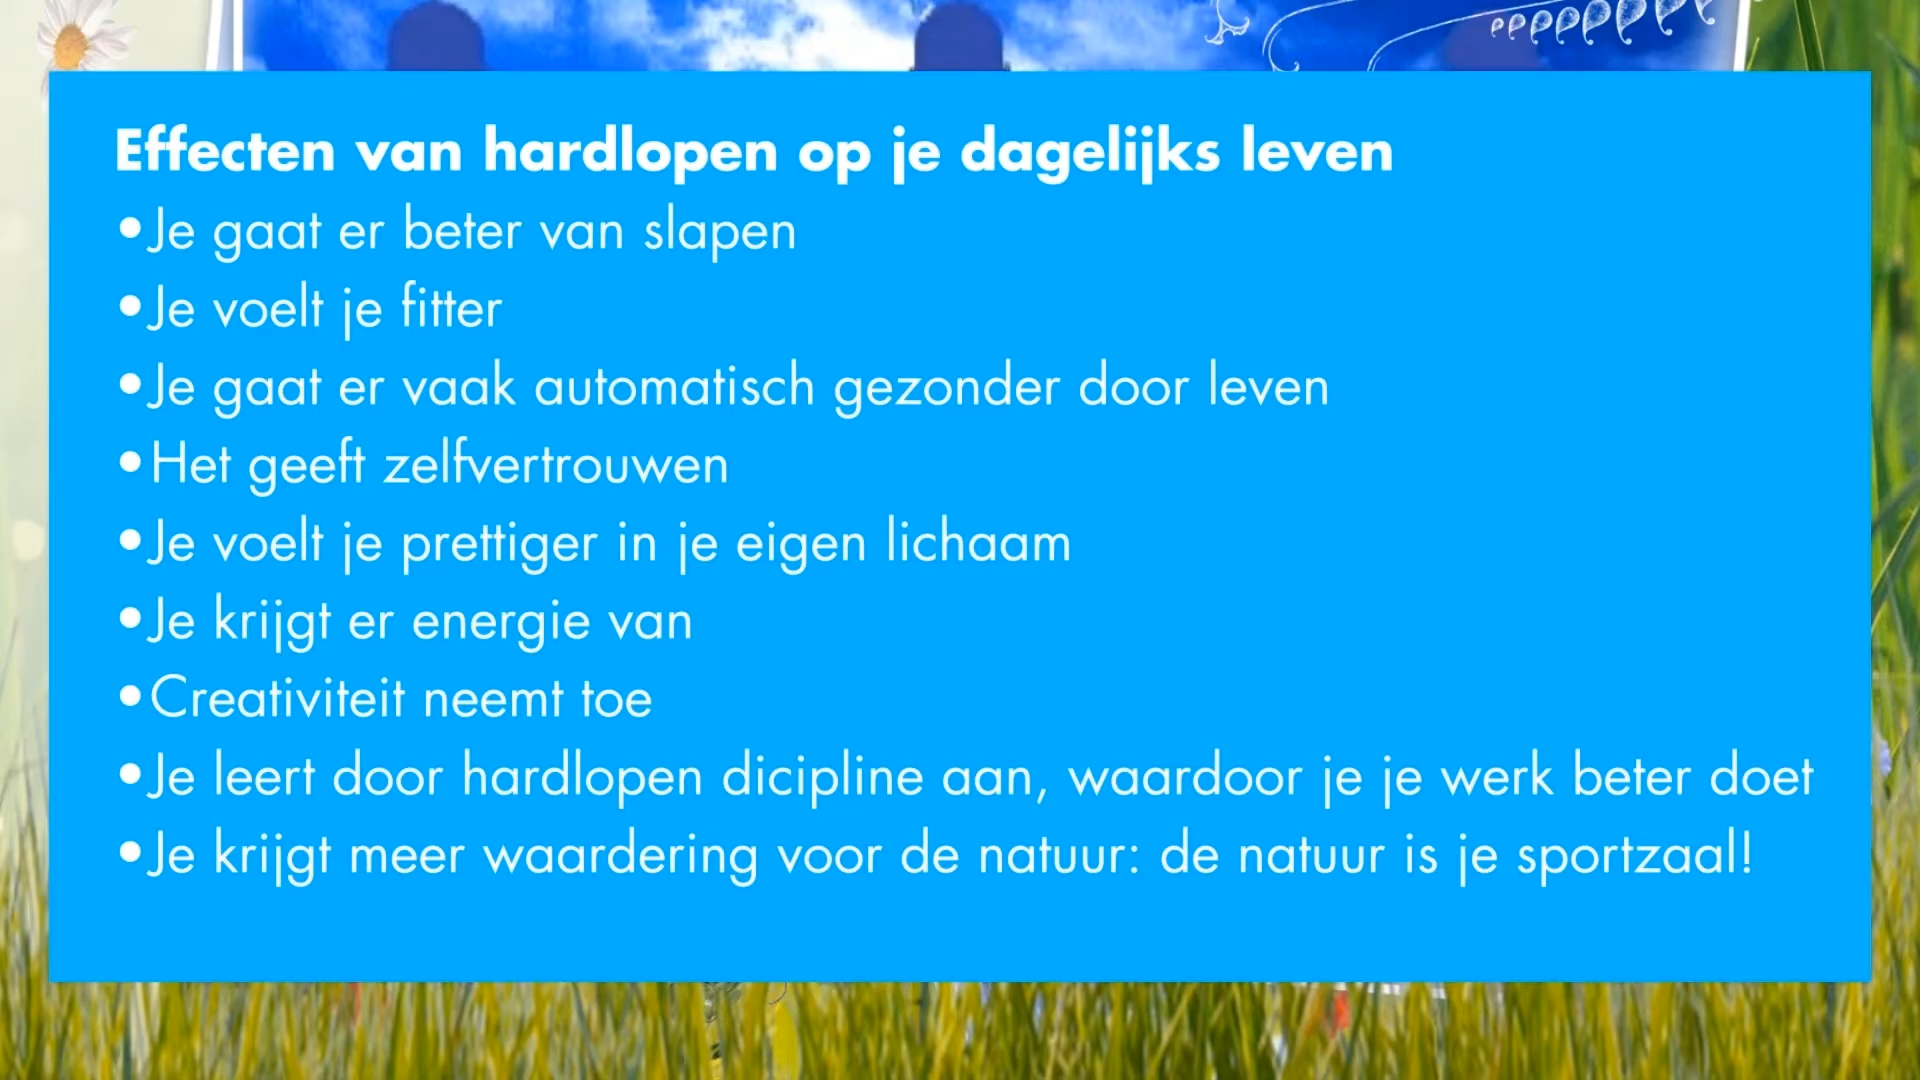 Effecten van hardlopen op je dagelijks leven
•Je gaat er beter van slapen
•Je voelt je fitter
•Je gaat er vaak automatisch gezonder door leven
•Het geeft zelfvertrouwen
•Je voelt je prettiger in je eigen lichaam
•Je krijgt er energie van
•Creativiteit neemt toe
•Je leert door hardlopen dicipline aan, waardoor je je werk beter doet
•Je krijgt meer waardering voor de natuur: de natuur is je sportzaal!